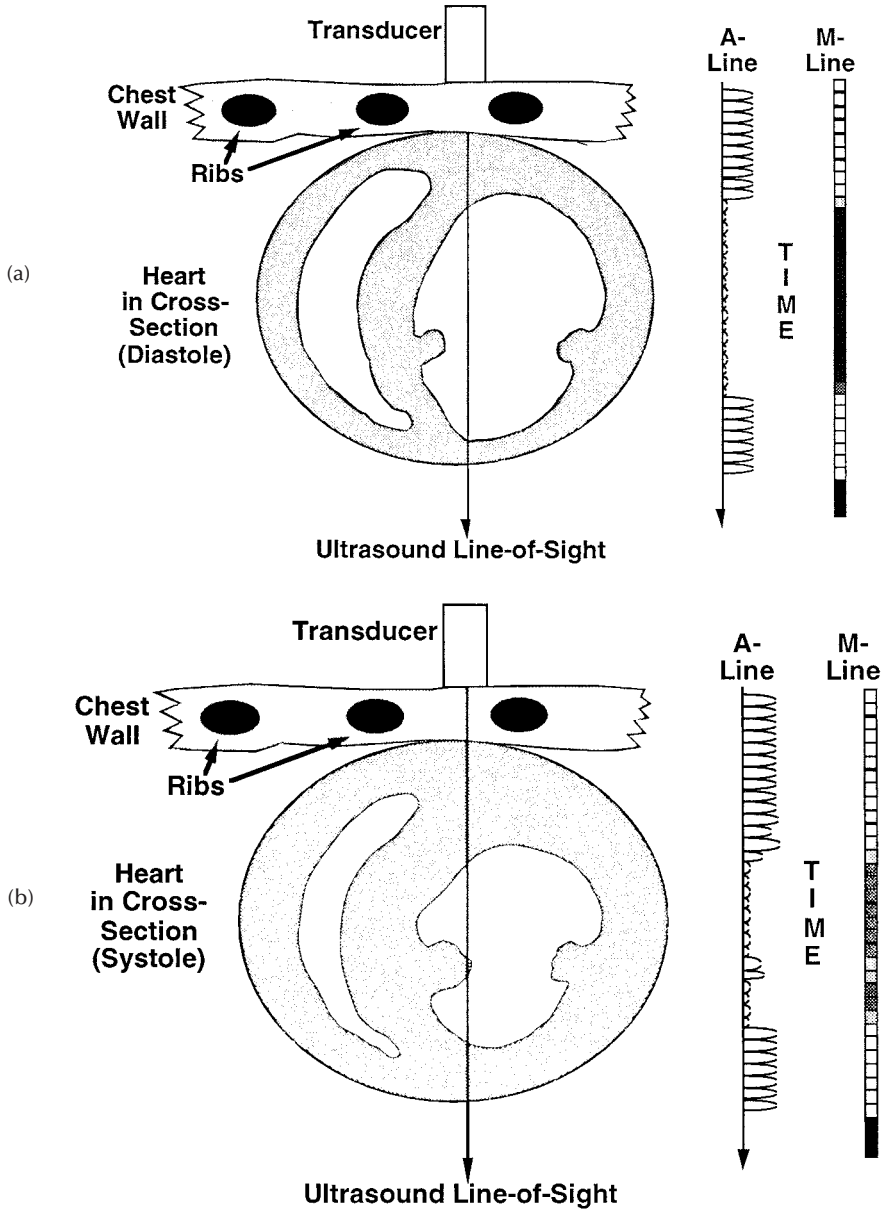 Transducer
A-
Line
M-
Line
Chest
Wall
Ribs
(a)
Heart
in Cross-
Section
(Diastole)
T
I
M
E
Ultrasound Line-of-Sight
Transducer
A-
Line
M-
Line
Chest
Wall
Ribs
(b)
Heart
in Cross-
Section
(Systole)
T
I
M
E
Ultrasound Line-of-Sight